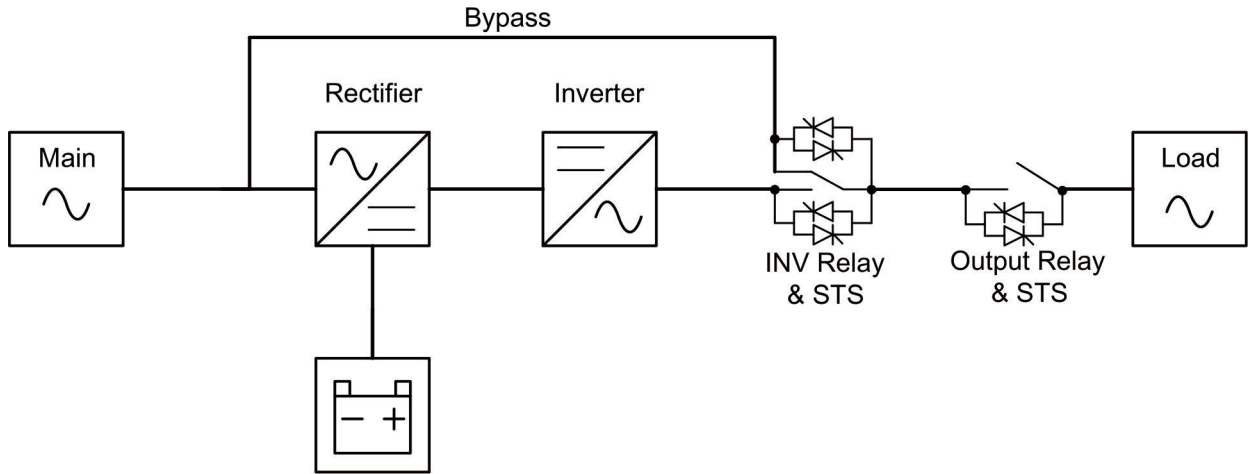 Bypass
Rectifier
Inverter
Main
Load
INV Relay
& STS
Output Relay
& STS